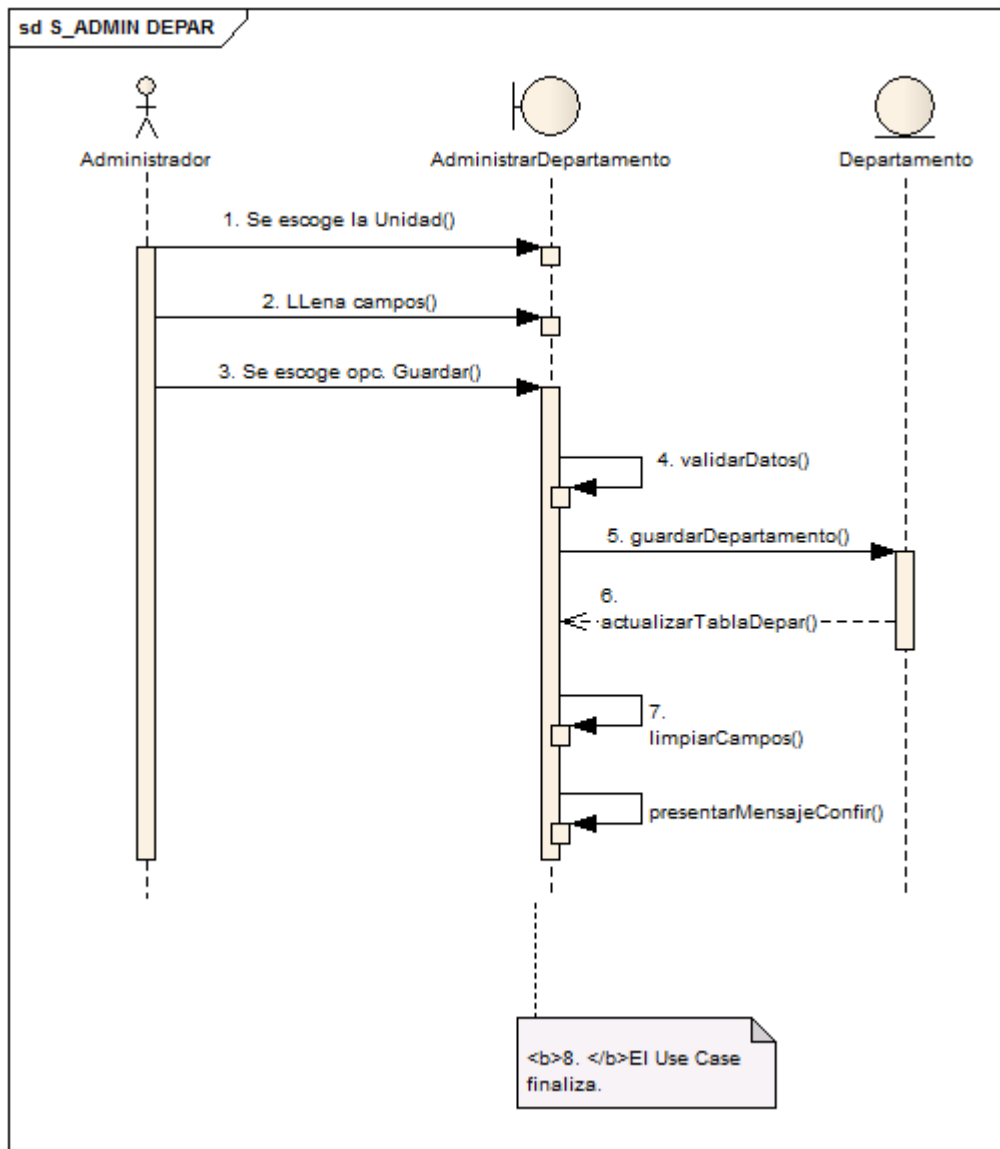 sd S_ADMIN DEPAR
Administrador
AdministrarDepartamento
Departamento
1. Se escoge la Unidad()
2. LLena campos()
3. Se escoge opc. Guardar()
4. validarDatos()
5. guardarDepartamento()
6.
actualizarTablaDepar()
7.
limpiarCampos()
presentarMensajeConfir()
<b>8. </b>El Use Case
finaliza.